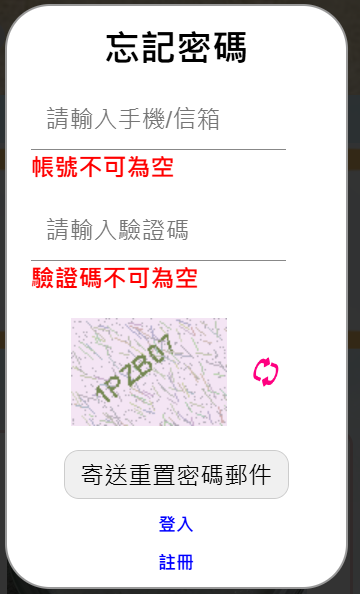 忘記密碼
請輸入手機/信箱
帳號不可為空
請輸入驗證碼
驗證碼不可為空
1PZB07
寄送重置密碼郵件
登入
註冊